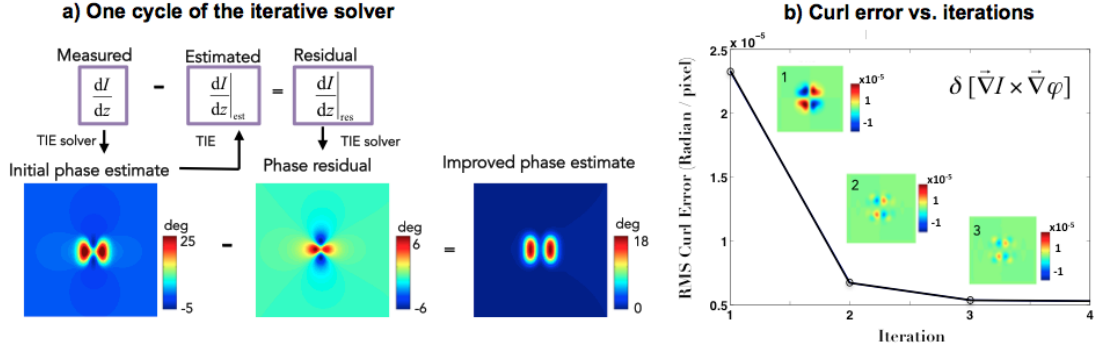 a) One cycle of the iterative solver
Measured
Estimated
Residual
dI
dz
-
dI
dz
est
=
dI
dz
res
TIE solver
TIE
TIE solver
Initial phase estimate
Phase residual
Improved phase estimate
deg
25
-5
-
deg
6
-6
=
deg
18
0
b) Curl error vs. iterations
x 10⁻⁵
2.5
2
1.5
1
0.5
RMS Curl Error (Radian / pixel)
1
x10⁻⁵
1
-1
δ [∇⃗I × ∇⃗φ]
2
x10⁻⁵
1
-1
3
x10⁻⁵
1
-1
1 2 3 4
Iteration